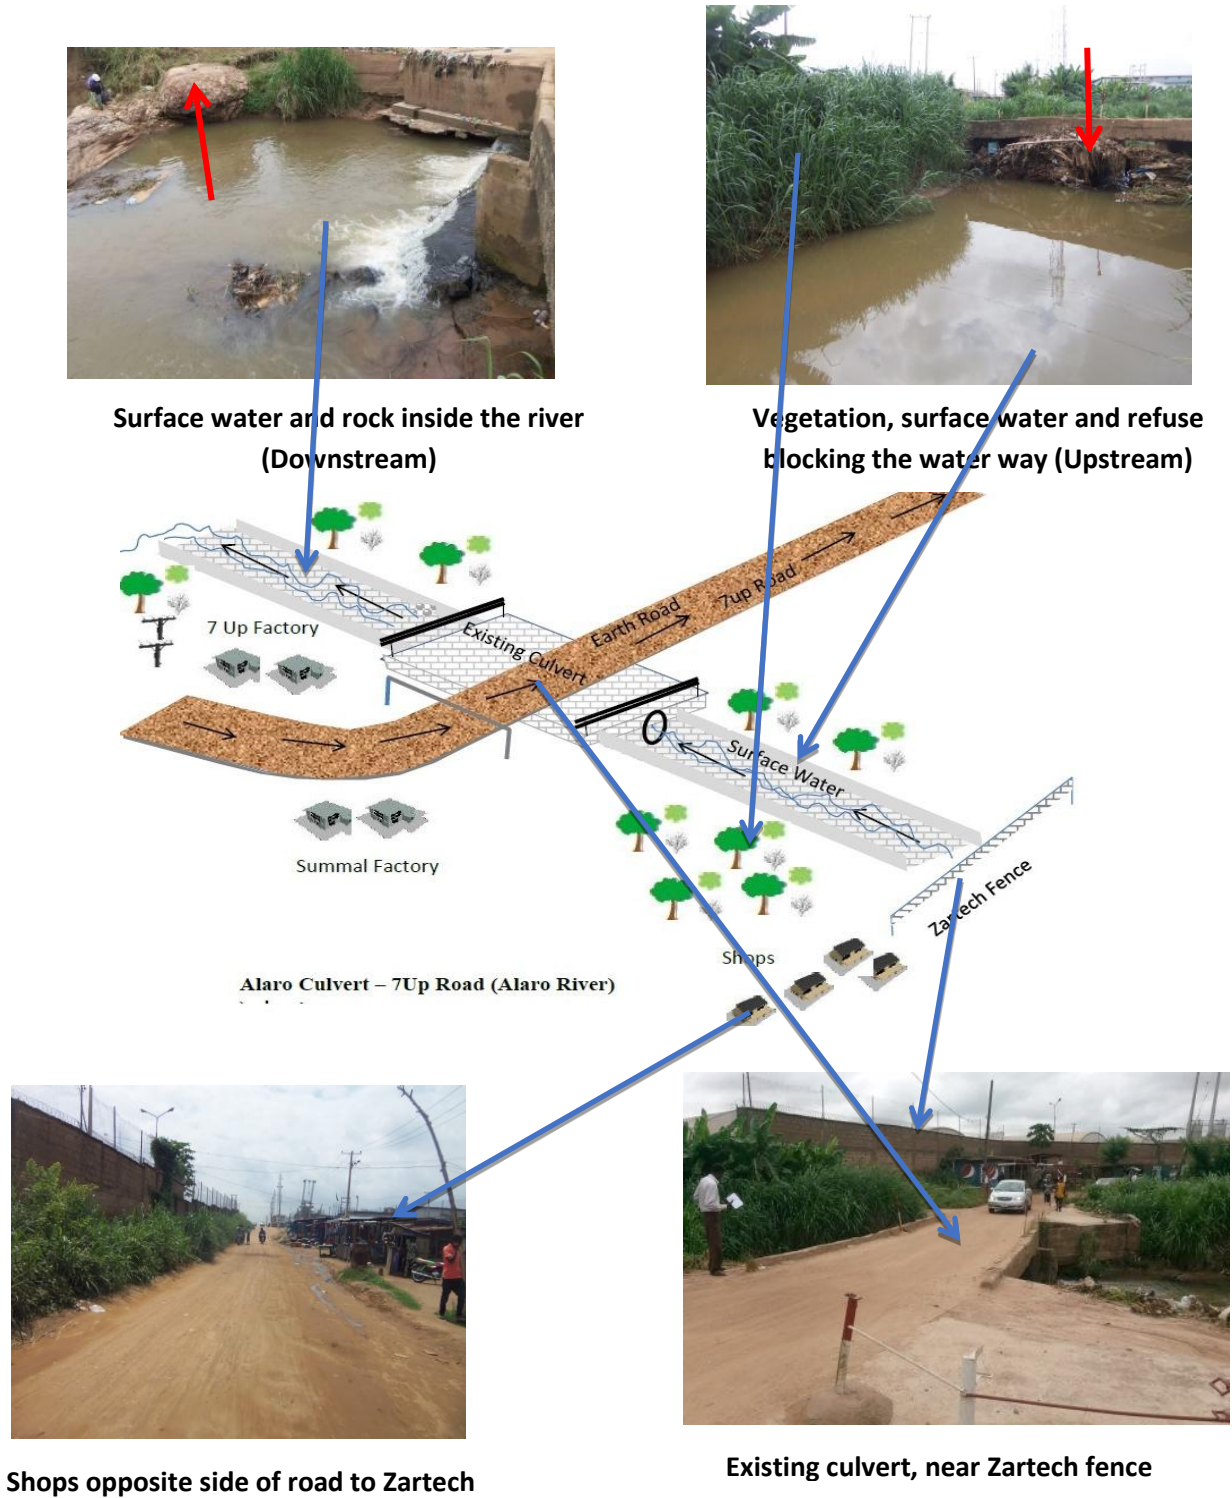 Surface water and rock inside the river
(Downstream)
Vegetation, surface water and refuse
blocking the water way (Upstream)
7 Up Factory
Existing Culvert
Earth Road
7up Road
Surface Water
Summal Factory
Zartech Fence
Shops
Alaro Culvert – 7Up Road (Alaro River)
Shops opposite side of road to Zartech
Existing culvert, near Zartech fence